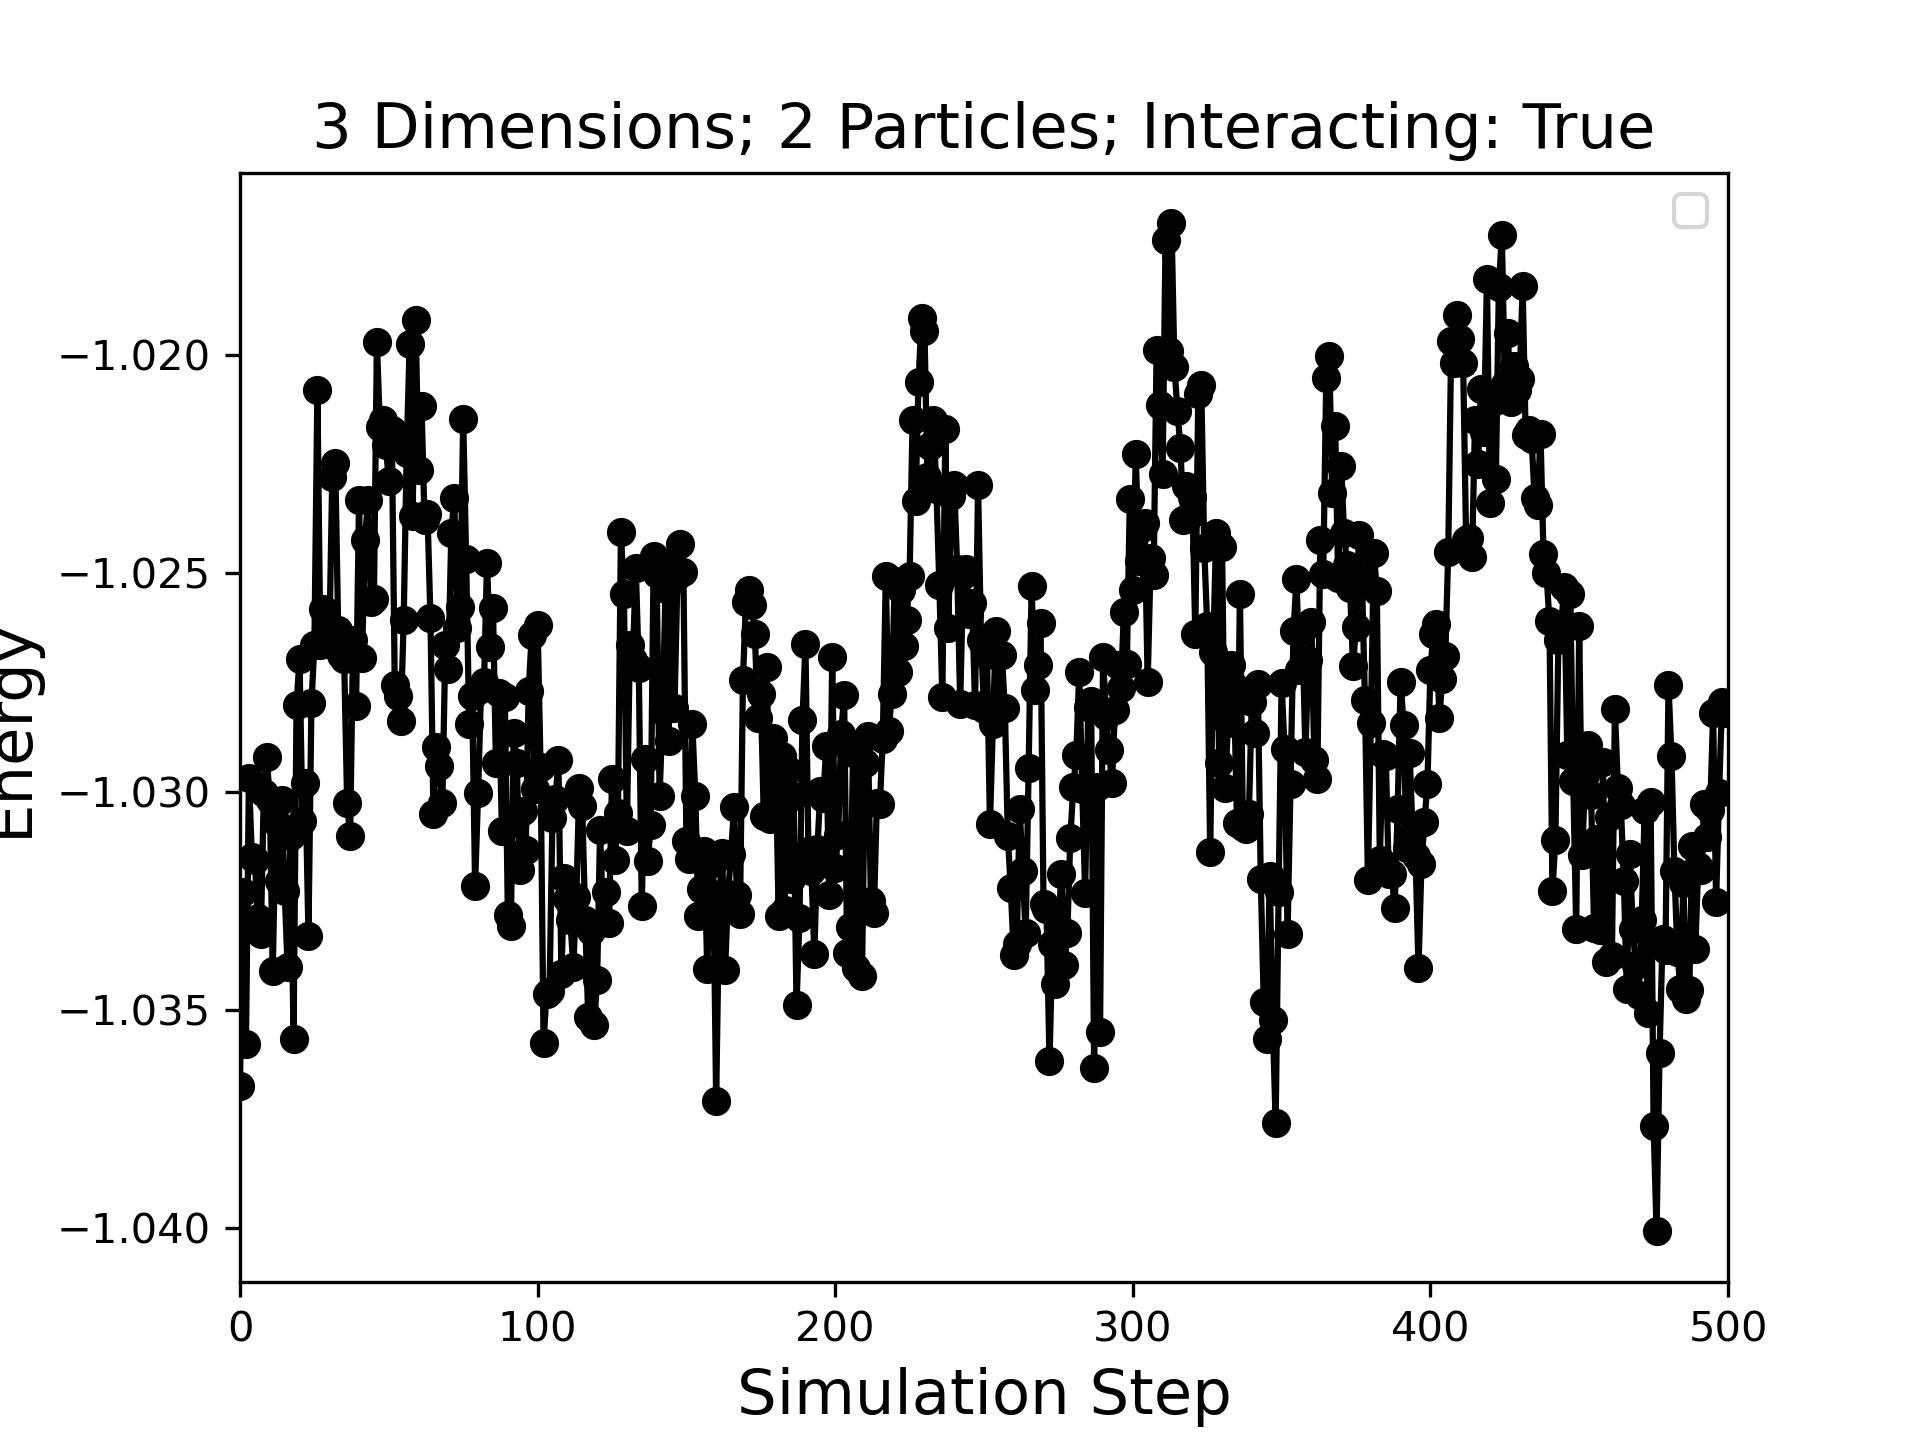 3 Dimensions; 2 Particles; Interacting: True
Energy
−1.020
−1.025
−1.030
−1.035
−1.040
0 100 200 300 400 500
Simulation Step